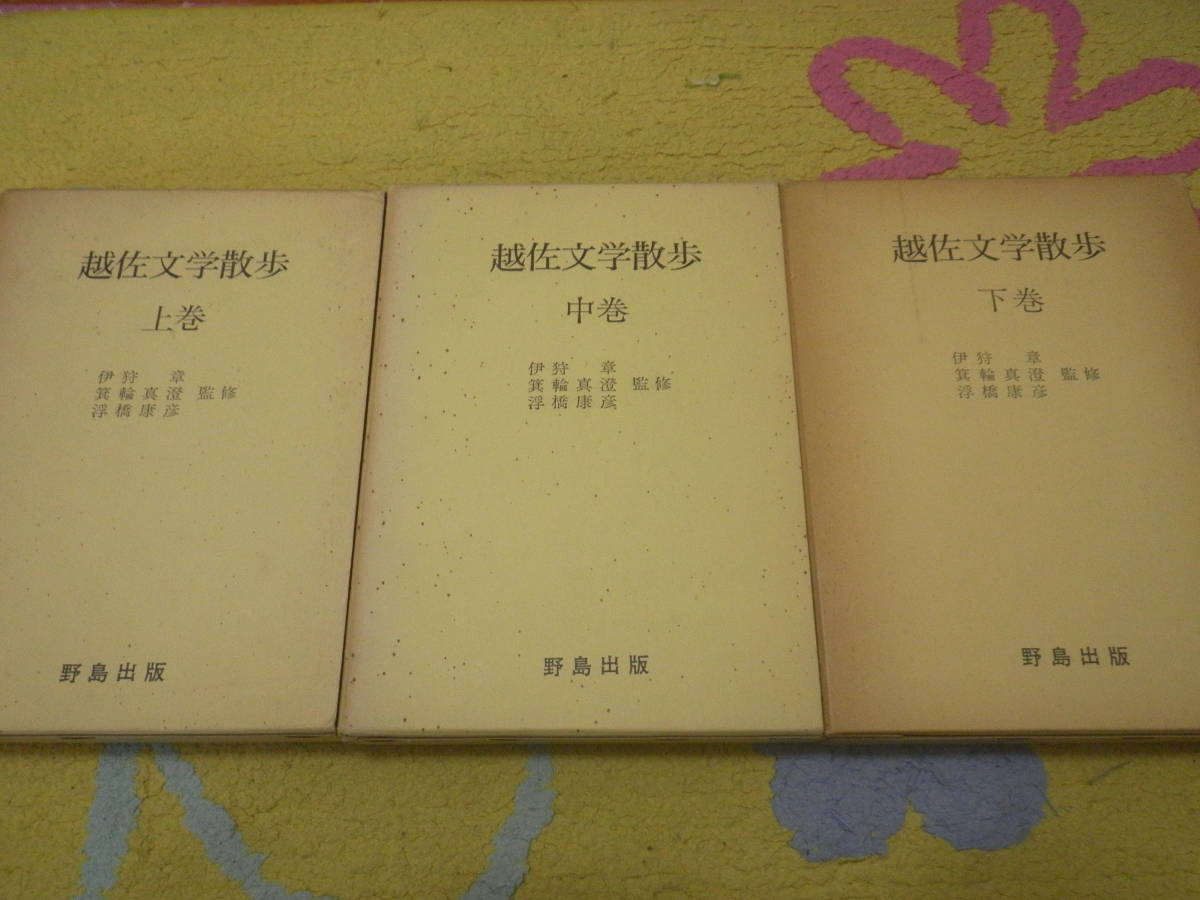 越佐文学散歩
上巻
伊狩 章
箕輪真澄 監修
浮橋康彦
野島出版
越佐文学散歩
中巻
伊狩 章
箕輪真澄 監修
浮橋康彦
野島出版
越佐文学散歩
下巻
伊狩 章
箕輪真澄 監修
浮橋康彦
野島出版